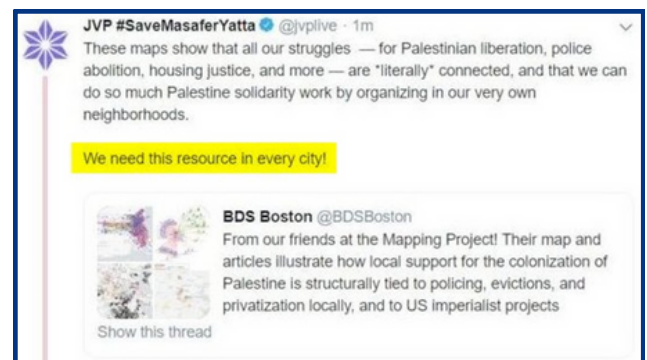 JVP #SaveMasaferYatta @jvplive · 1m
These maps show that all our struggles — for Palestinian liberation, police
abolition, housing justice, and more — are *literally* connected, and that we can
do so much Palestine solidarity work by organizing in our very own
neighborhoods.
We need this resource in every city!
BDS Boston @BDSBoston
From our friends at the Mapping Project! Their map and
articles illustrate how local support for the colonization of
Palestine is structurally tied to policing, evictions, and
privatization locally, and to US imperialist projects
Show this thread